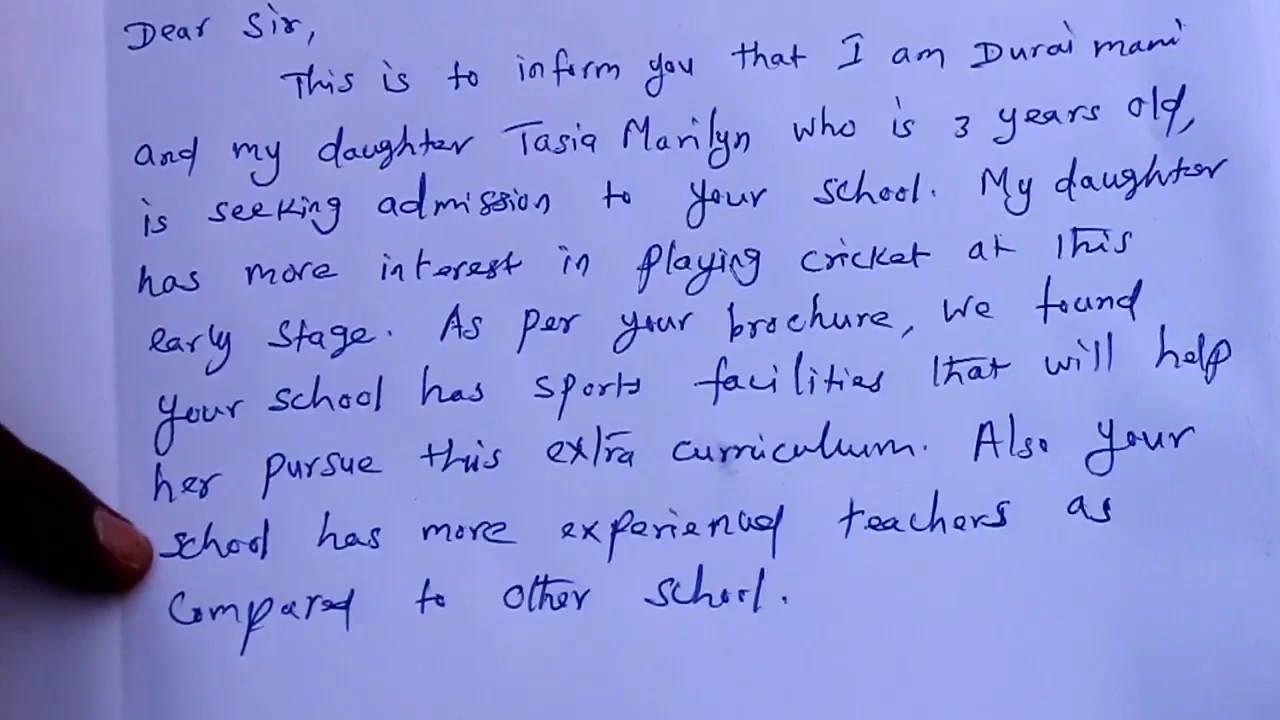 Dear Sir,
This is to inform you that I am Durai mani
and my daughter Tasia Marilyn who is 3 years old,
is seeking admission to your school. My daughter
has more interest in playing cricket at this
early stage. As per your brochure, we found
your school has sports facilities that will help
her pursue this extra curriculum. Also your
school has more experienced teachers as
compared to other school.